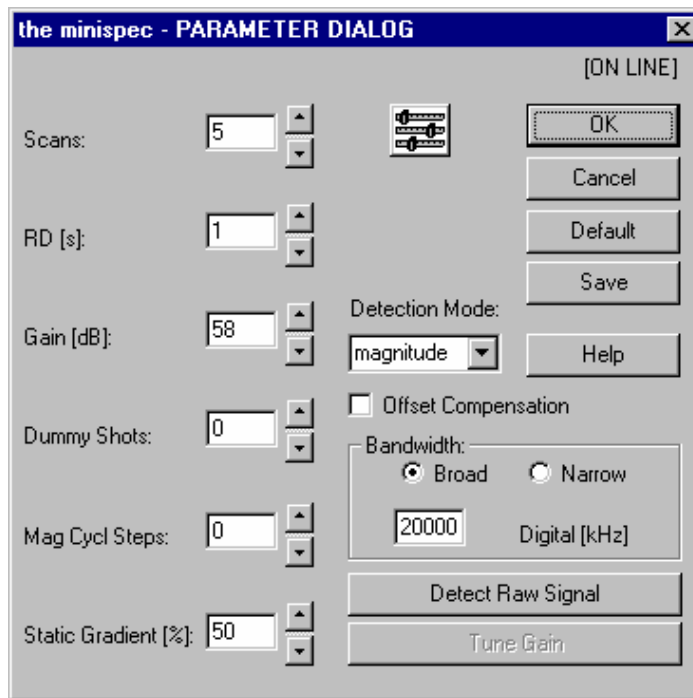 the minispec - PARAMETER DIALOG
[ON LINE]
Scans: 5
OK
Cancel
RD [s]: 1
Default
Save
Gain [dB]: 58
Detection Mode:
magnitude
Help
Offset Compensation
Dummy Shots: 0
Bandwidth:
Broad Narrow
20000 Digital [kHz]
Mag Cycl Steps: 0
Detect Raw Signal
Static Gradient [%]: 50
Tune Gain